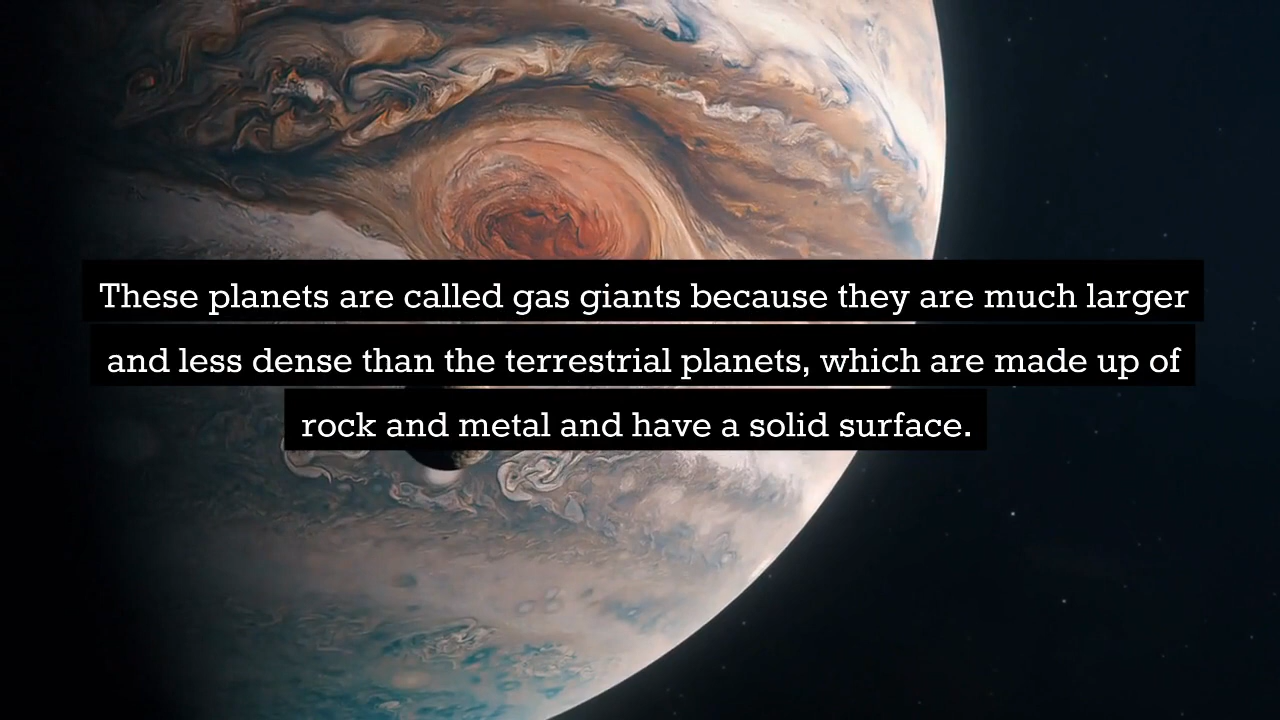 These planets are called gas giants because they are much larger
and less dense than the terrestrial planets, which are made up of
rock and metal and have a solid surface.